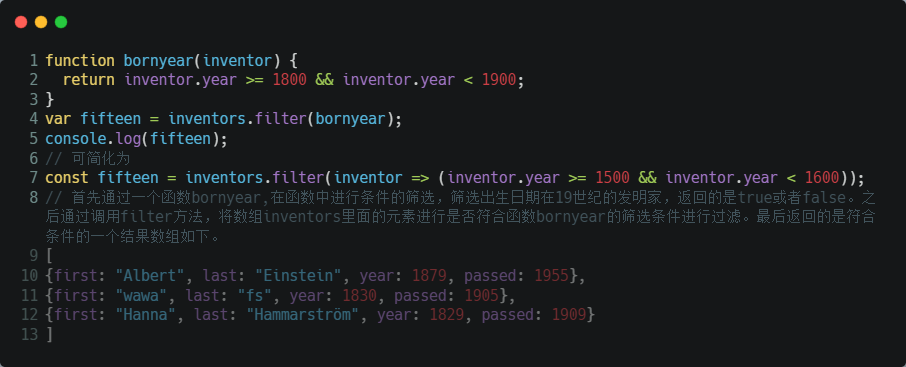 1 function bornyear(inventor) {
2   return inventor.year >= 1800 && inventor.year < 1900;
3 }
4 var fifteen = inventors.filter(bornyear);
5 console.log(fifteen);
6 // 可简化为
7 const fifteen = inventors.filter(inventor => (inventor.year >= 1500 && inventor.year < 1600));
8 // 首先通过一个函数bornyear,在函数中进行条件的筛选，筛选出生日期在19世纪的发明家，返回的是true或者false。之
后通过调用filter方法，将数组inventors里面的元素进行是否符合函数bornyear的筛选条件进行过滤。最后返回的是符合
条件的一个结果数组如下。
9 [
10 {first: "Albert", last: "Einstein", year: 1879, passed: 1955},
11 {first: "wawa", last: "fs", year: 1830, passed: 1905},
12 {first: "Hanna", last: "Hammarström", year: 1829, passed: 1909}
13 ]